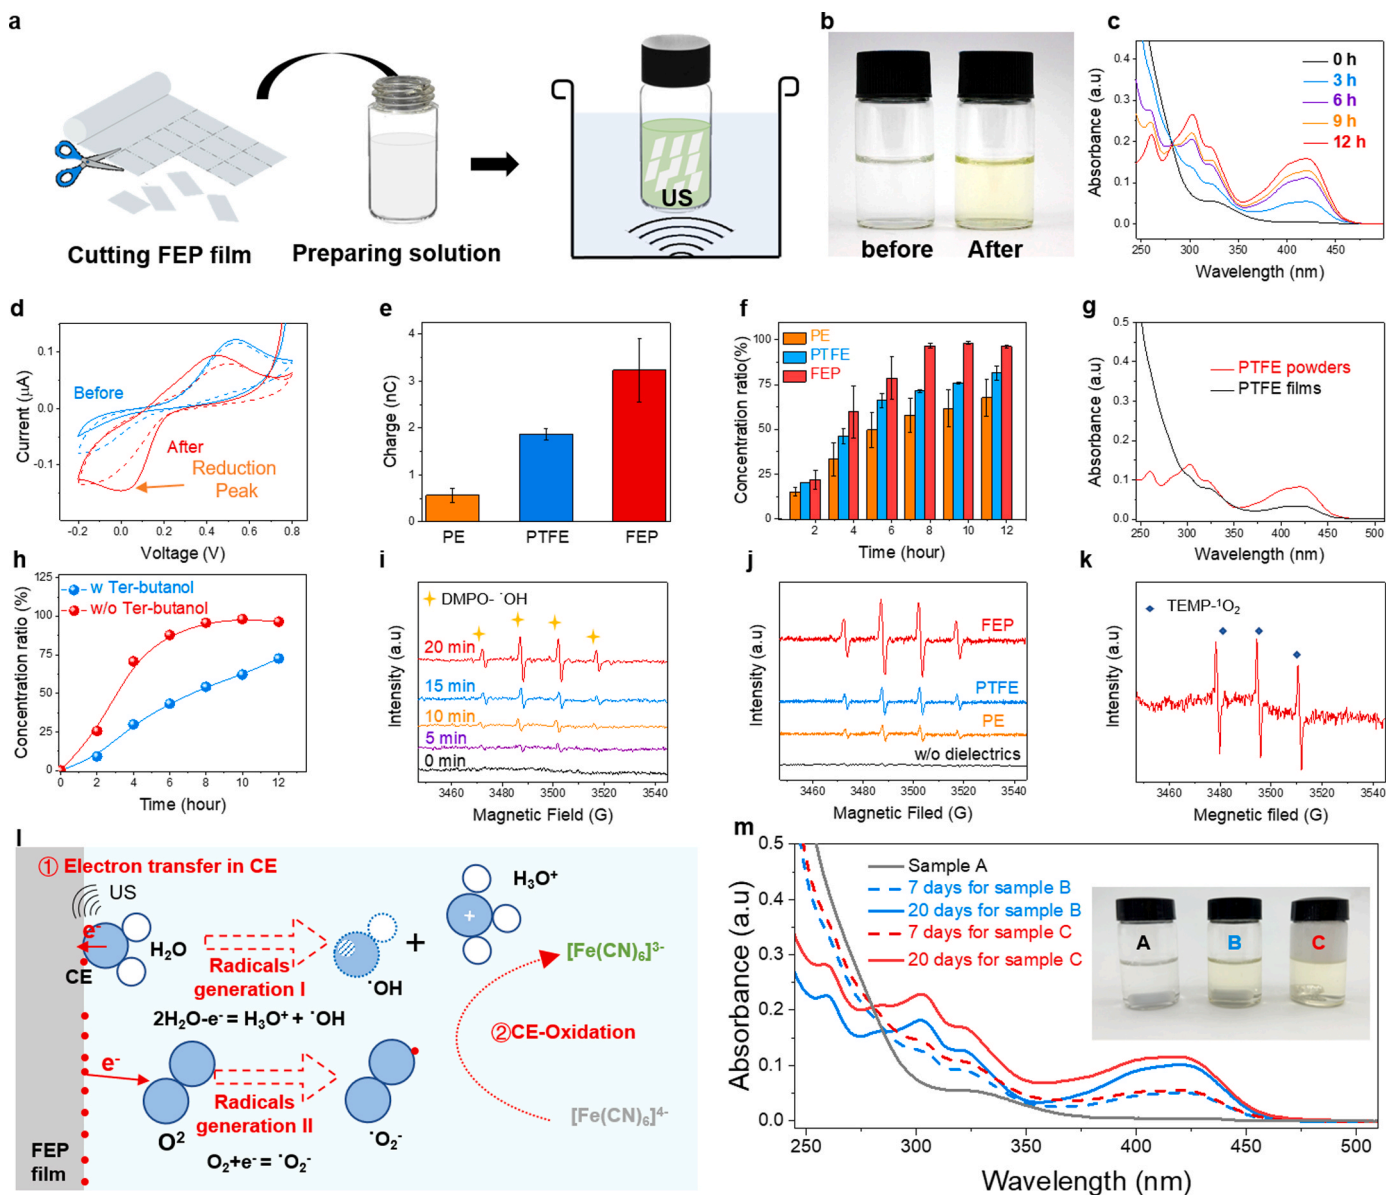 a
Cutting FEP film
Preparing solution
US
b
before
After
c
Absorbance (a.u)
0.4
0.3
0.2
0.1
0.0
0 h
3 h
6 h
9 h
12 h
250 300 350 400 450
Wavelength (nm)
d
Current (μA)
0.1
0.0
-0.1
Before
After
Reduction
Peak
-0.2 0.0 0.2 0.4 0.6 0.8
Voltage (V)
e
Charge (nC)
4
3
2
1
0
PE PTFE FEP
f
Concentration ratio(%)
100
75
50
25
0
PE
PTFE
FEP
2 4 6 8 10 12
Time (hour)
g
Absorbance (a.u)
0.5
0.4
0.3
0.2
0.1
0.0
PTFE powders
PTFE films
250 300 350 400 450 500
Wavelength (nm)
h
Concentration ratio (%)
125
100
75
50
25
0
w Ter-butanol
w/o Ter-butanol
0 2 4 6 8 10 12
Time (hour)
i
Intensity (a.u)
DMPO- ˙OH
20 min
15 min
10 min
5 min
0 min
3460 3480 3500 3520 3540
Magnetic Field (G)
j
Intensity (a.u)
FEP
PTFE
PE
w/o dielectrics
3460 3480 3500 3520 3540
Magnetic Filed (G)
k
Intensity (a.u)
TEMP-¹O₂
3460 3480 3500 3520 3540
Megnetic filed (G)
l
① Electron transfer in CE
US
e⁻
H₂O
CE
Radicals
generation I
˙OH
+
+
H₃O⁺
2H₂O-e⁻ = H₃O⁺ + ˙OH
[Fe(CN)₆]³⁻
②CE-Oxidation
[Fe(CN)₆]⁴⁻
e⁻
O²
Radicals
generation II
˙O₂⁻
O₂+e⁻ = ˙O₂⁻
FEP
film
m
Absorbance (a.u)
0.5
0.4
0.3
0.2
0.1
0.0
Sample A
7 days for sample B
20 days for sample B
7 days for sample C
20 days for sample C
A B C
250 300 350 400 450 500
Wavelength (nm)